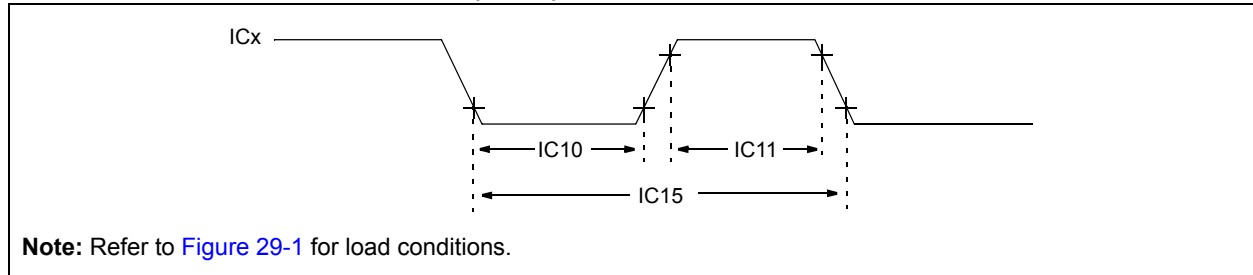 ICx
IC10
IC11
IC15
Note: Refer to Figure 29-1 for load conditions.